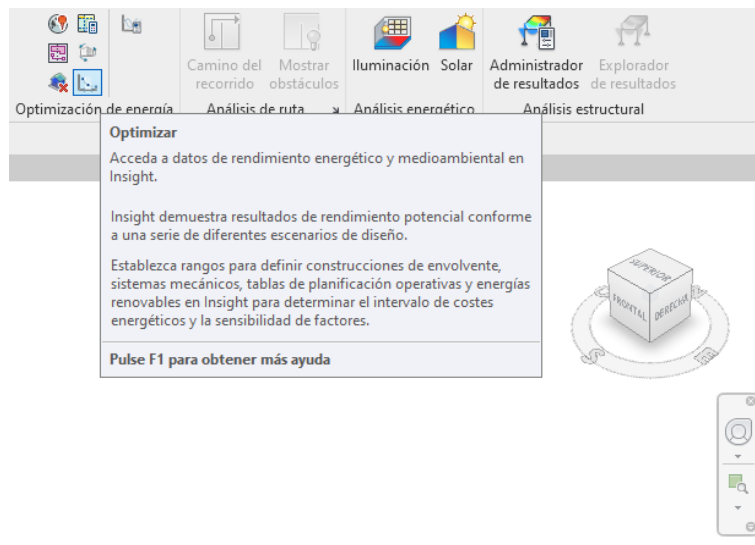 Camino del Mostrar Iluminación Solar Administrador Explorador
recorrido obstáculos de resultados de resultados
Optimización de energía Análisis de ruta Análisis energético Análisis estructural
Optimizar
Acceda a datos de rendimiento energético y medioambiental en
Insight.
Insight demuestra resultados de rendimiento potencial conforme
a una serie de diferentes escenarios de diseño.
Establezca rangos para definir construcciones de envolvente,
sistemas mecánicos, tablas de planificación operativas y energías
renovables en Insight para determinar el intervalo de costes
energéticos y la sensibilidad de factores.
Pulse F1 para obtener más ayuda
SUPERIOR
FRONTAL DERECHA
S